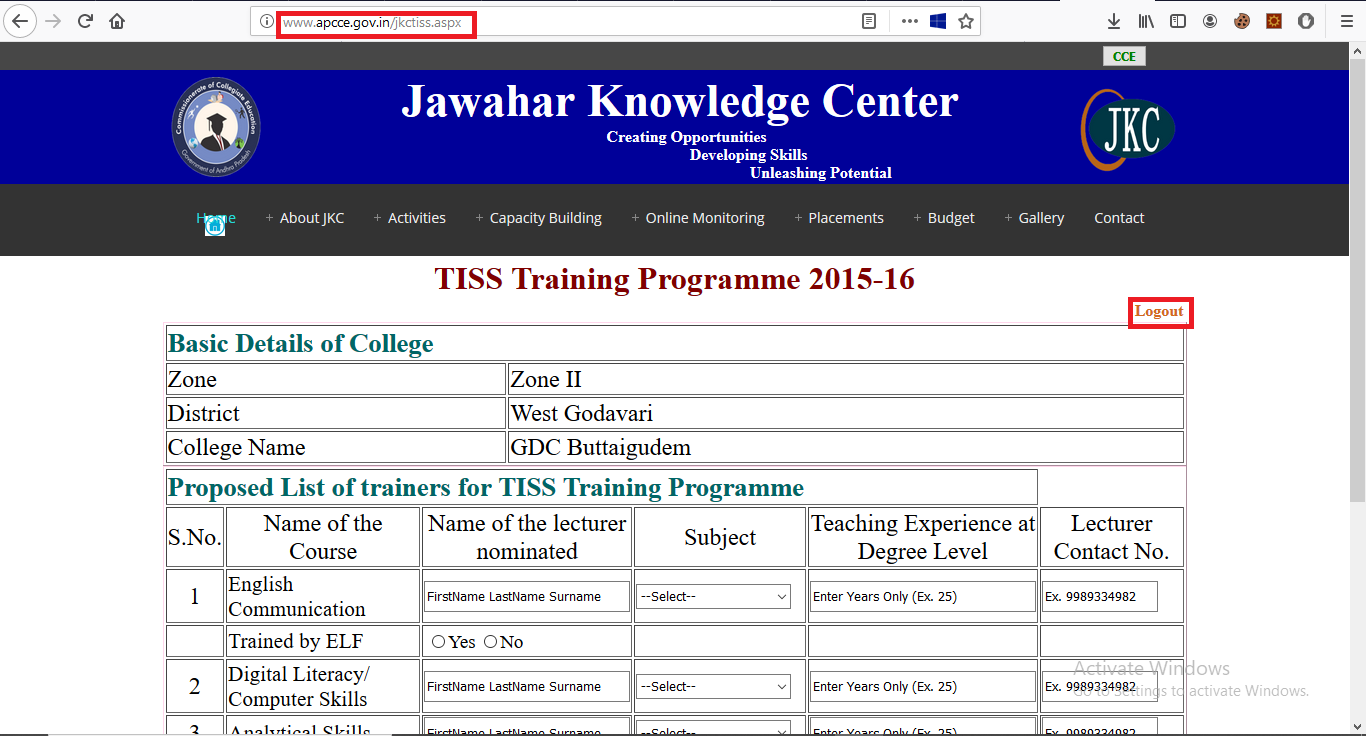 www.apcce.gov.in/jkctiss.aspx
CCE
Commissionerate of Collegiate Education
Government of Andhra Pradesh
Jawahar Knowledge Center
Creating Opportunities
Developing Skills
Unleashing Potential
JKC
Home + About JKC + Activities + Capacity Building + Online Monitoring + Placements + Budget + Gallery Contact
TISS Training Programme 2015-16
Logout
Basic Details of College
Zone Zone II
District West Godavari
College Name GDC Buttaigudem
Proposed List of trainers for TISS Training Programme
S.No. Name of the Course Name of the lecturer nominated Subject Teaching Experience at Degree Level Lecturer Contact No.
1 English Communication FirstName LastName Surname --Select-- Enter Years Only (Ex. 25) Ex. 9989334982
Trained by ELF Yes No
2 Digital Literacy/ Computer Skills FirstName LastName Surname --Select-- Enter Years Only (Ex. 25) Ex. 9989334982
3 Analytical Skills FirstName LastName Surname --Select-- Enter Years Only (Ex. 25) Ex. 9989334982
Activate Windows
Go to Settings to activate Windows.